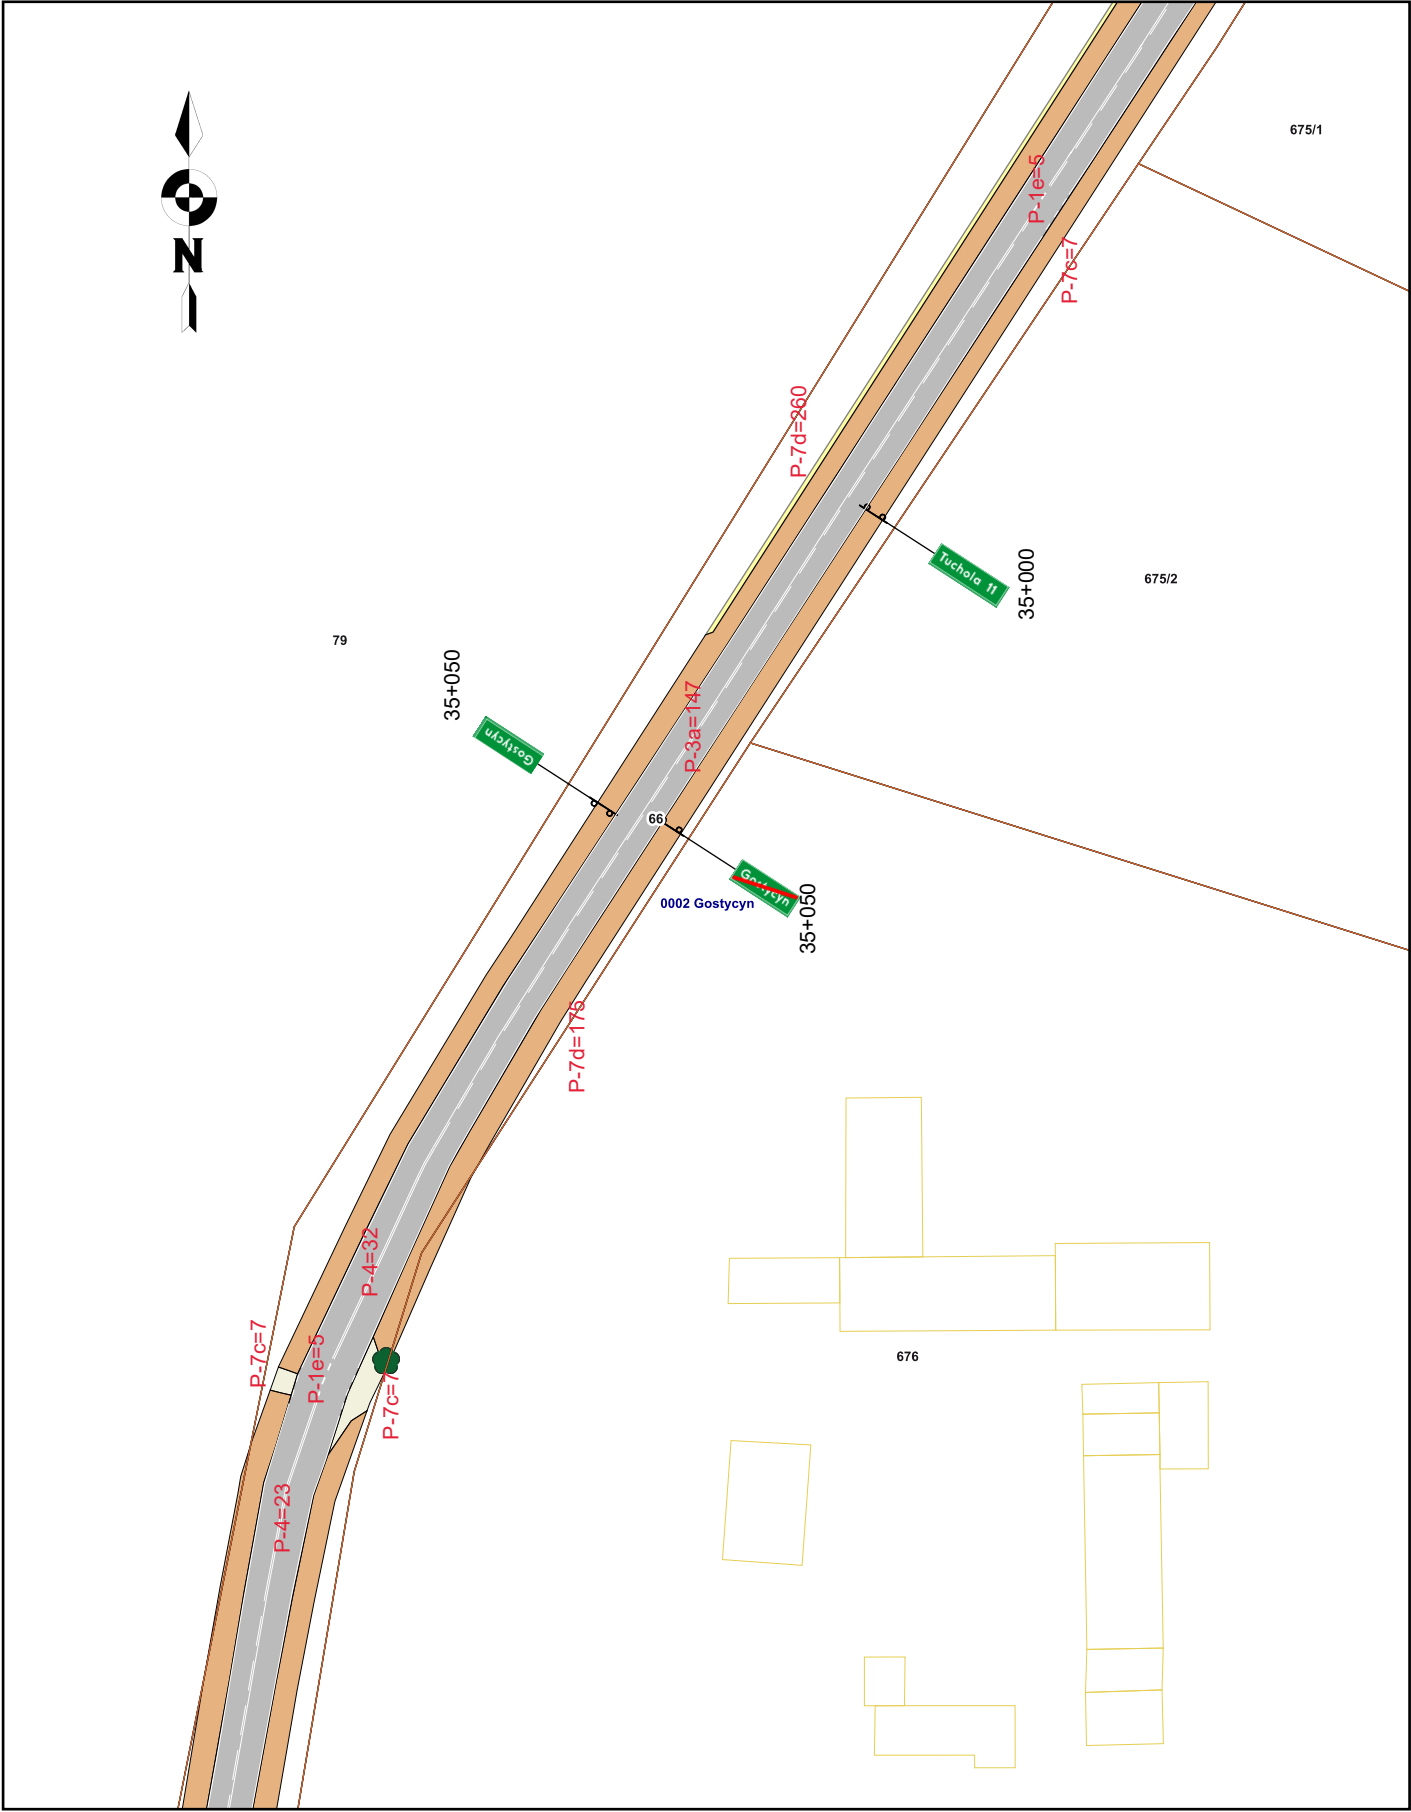 675/1
P-1e=5
P-7c=7
N
P-7d=260
Tuchola 11
35+000
675/2
79
35+050
P-3a=147
Gostycyn
66
Gostycyn
0002 Gostycyn
35+050
P-7d=175
P-4=32
P-7c=7
P-1e=5
676
P-7c=7
P-4=23